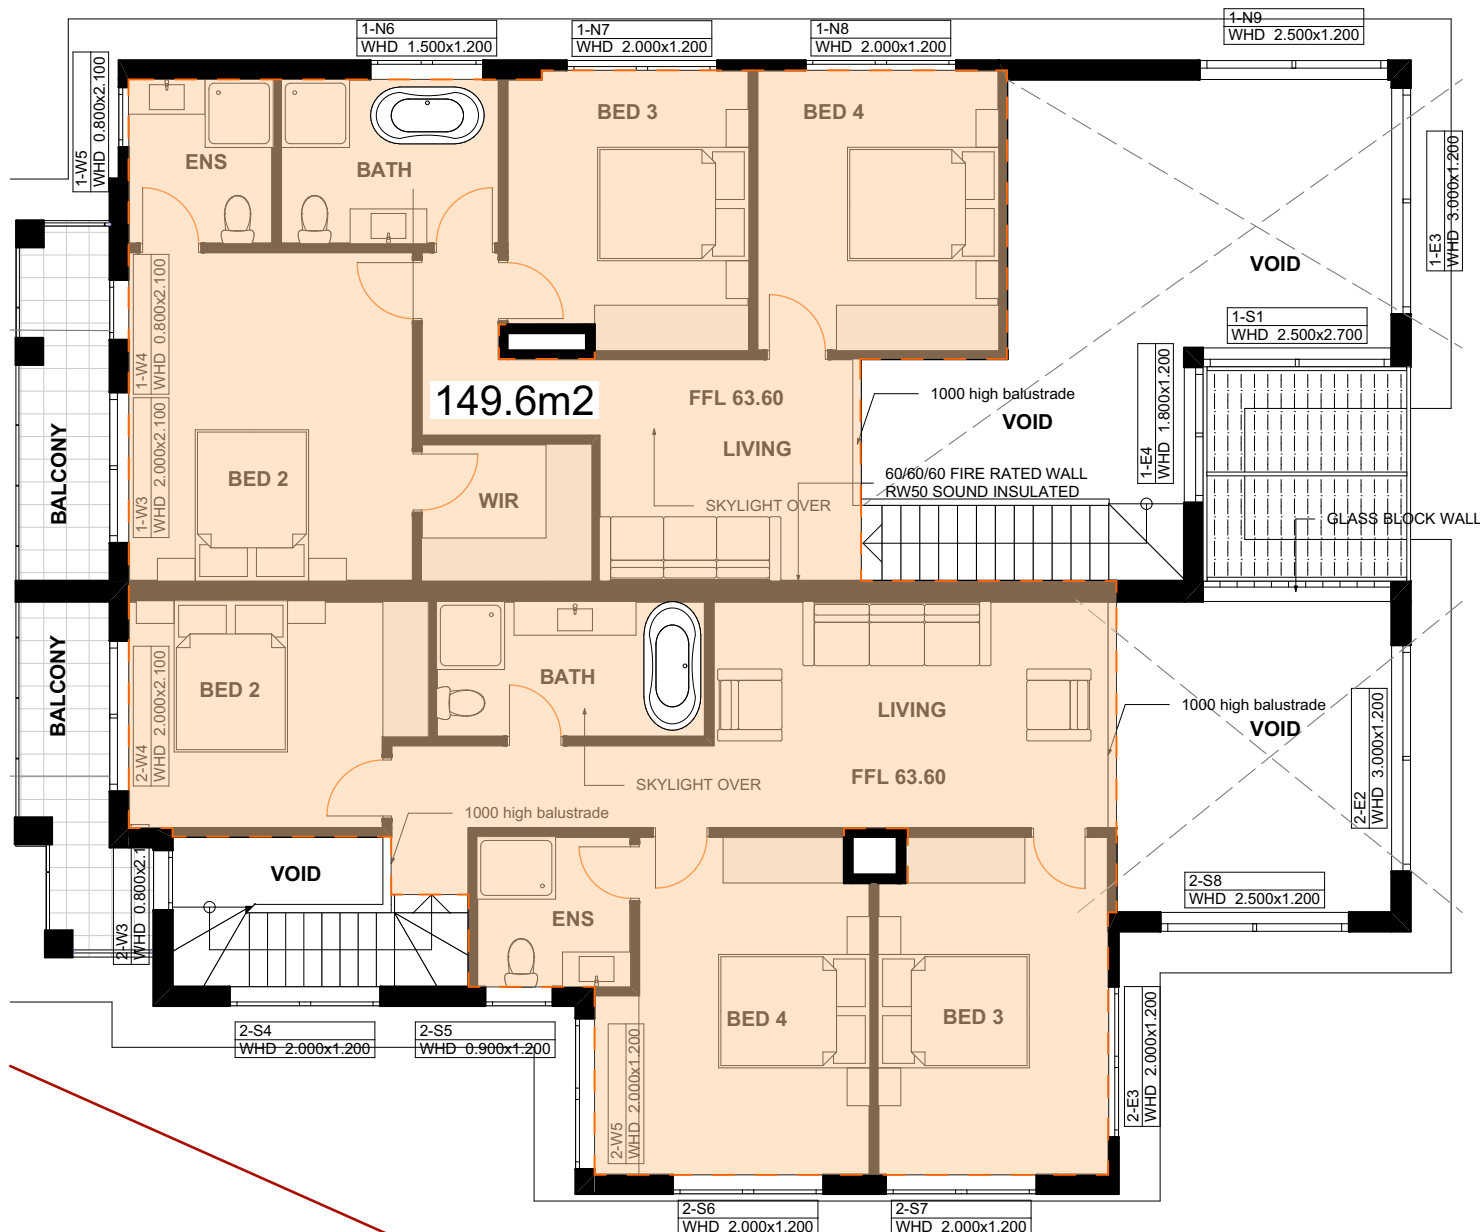 1-N6
WHD 1.500x1.200
1-N7
WHD 2.000x1.200
1-N8
WHD 2.000x1.200
1-N9
WHD 2.500x1.200
1-W5
WHD 0.800x2.100
ENS
BATH
BED 3
BED 4
1-E3
WHD 3.000x1.200
VOID
1-W4
WHD 0.800x2.100
1-S1
WHD 2.500x2.700
149.6m2
FFL 63.60
LIVING
1000 high balustrade
VOID
1-E4
WHD 1.800x1.200
1-W3
WHD 2.000x2.100
BALCONY
BED 2
WIR
SKYLIGHT OVER
60/60/60 FIRE RATED WALL
RW50 SOUND INSULATED
GLASS BLOCK WALL
BALCONY
BED 2
2-W4
WHD 2.000x2.100
BATH
LIVING
FFL 63.60
SKYLIGHT OVER
1000 high balustrade
1000 high balustrade
VOID
2-E2
WHD 3.000x1.200
2-W3
WHD 0.800x2.1
VOID
ENS
2-S8
WHD 2.500x1.200
BED 4
BED 3
2-S4
WHD 2.000x1.200
2-S5
WHD 0.900x1.200
2-W5
WHD 2.000x1.200
2-E3
WHD 2.000x1.200
2-S6
WHD 2.000x1.200
2-S7
WHD 2.000x1.200